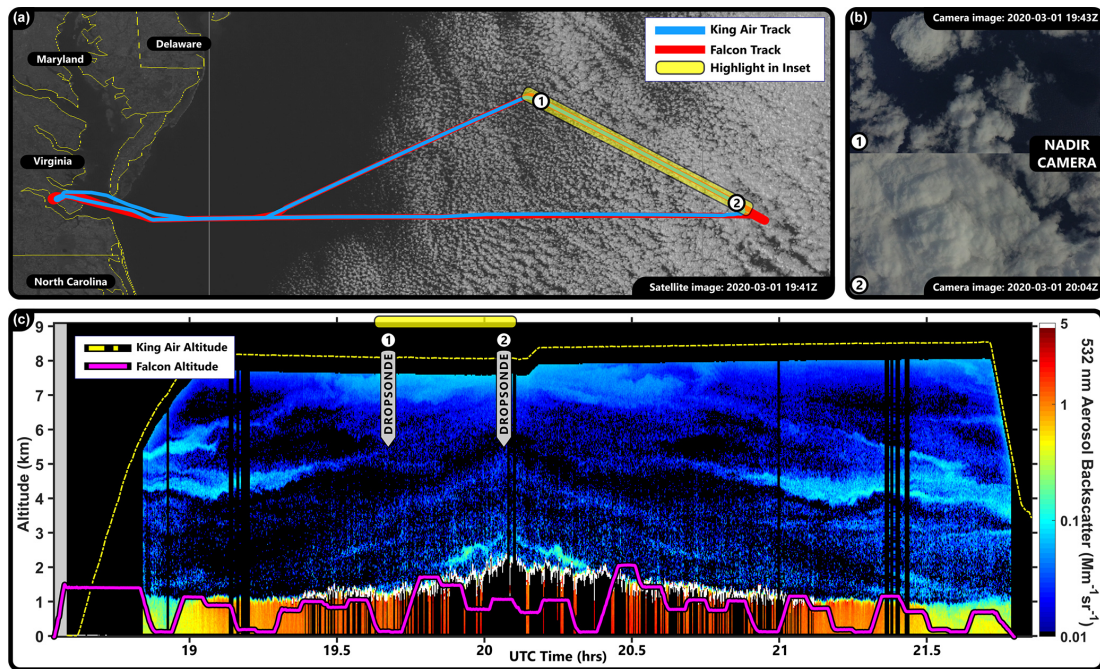 (a)
Delaware
Maryland
Virginia
North Carolina
King Air Track
Falcon Track
Highlight in Inset
1
2
Satellite image: 2020-03-01 19:41Z
(b)
Camera image: 2020-03-01 19:43Z
1
NADIR
CAMERA
2
Camera image: 2020-03-01 20:04Z
(c)
King Air Altitude
Falcon Altitude
1
DROPSONDE
2
DROPSONDE
9
8
7
6
5
4
3
2
1
0
Altitude (km)
19
19.5
20
20.5
21
21.5
UTC Time (hrs)
5
1
0.1
0.01
532 nm Aerosol Backscatter (Mm⁻¹ sr⁻¹)